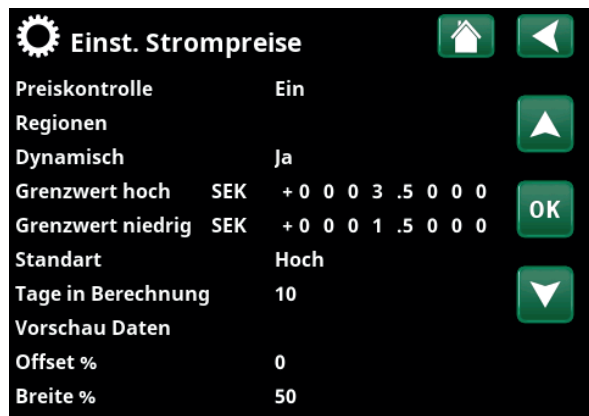 Einst. Strompreise
Preiskontrolle Ein
Regionen
Dynamisch Ja
Grenzwert hoch SEK + 0 0 0 3 . 5 0 0 0
Grenzwert niedrig SEK + 0 0 0 1 . 5 0 0 0
OK
Standart Hoch
Tage in Berechnung 10
Vorschau Daten
Offset % 0
Breite % 50